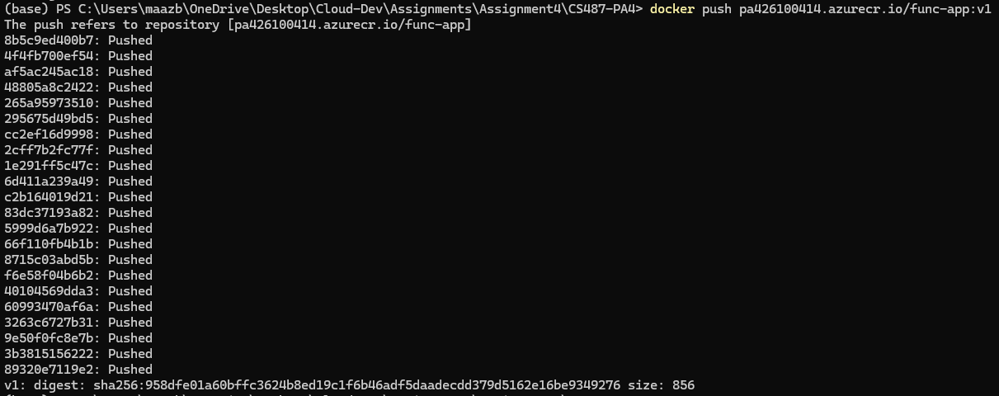 (base) PS C:\Users\maazb\OneDrive\Desktop\Cloud-Dev\Assignments\Assignment4\CS487-PA4> docker push pa426100414.azurecr.io/func-app:v1
The push refers to repository [pa426100414.azurecr.io/func-app]
8b5c9ed400b7: Pushed
4f4fb700ef54: Pushed
af5ac245ac18: Pushed
48805a8c2422: Pushed
265a95973510: Pushed
295675d49bd5: Pushed
cc2ef16d9998: Pushed
2cff7b2fc77f: Pushed
1e291ff5c47c: Pushed
6d411a239a49: Pushed
c2b164019d21: Pushed
83dc37193a82: Pushed
5999d6a7b922: Pushed
66f110fb4b1b: Pushed
8715c03abd5b: Pushed
f6e58f04b6b2: Pushed
40104569dda3: Pushed
60993470af6a: Pushed
3263c6727b31: Pushed
9e50f0fc8e7b: Pushed
3b3815156222: Pushed
89320e7119e2: Pushed
v1: digest: sha256:958dfe01a60bffc3624b8ed19c1f6b46adf5daadecdd379d5162e16be9349276 size: 856